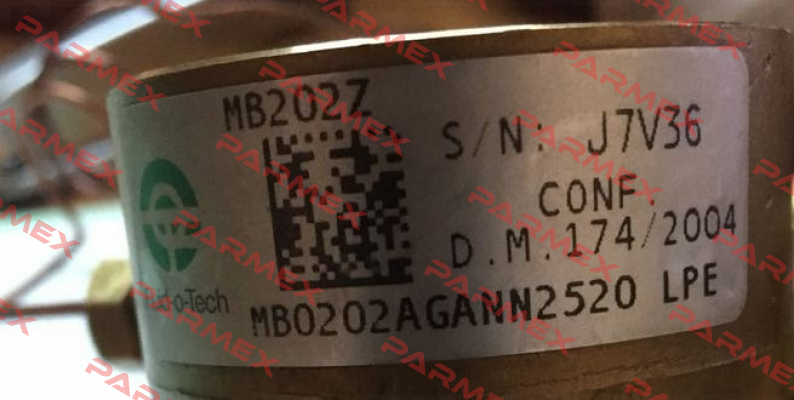 MB202Z
S/N: J7V36
CONF.
D.M.174/2004
MB0202AGANN2520 LPE
PARMEX